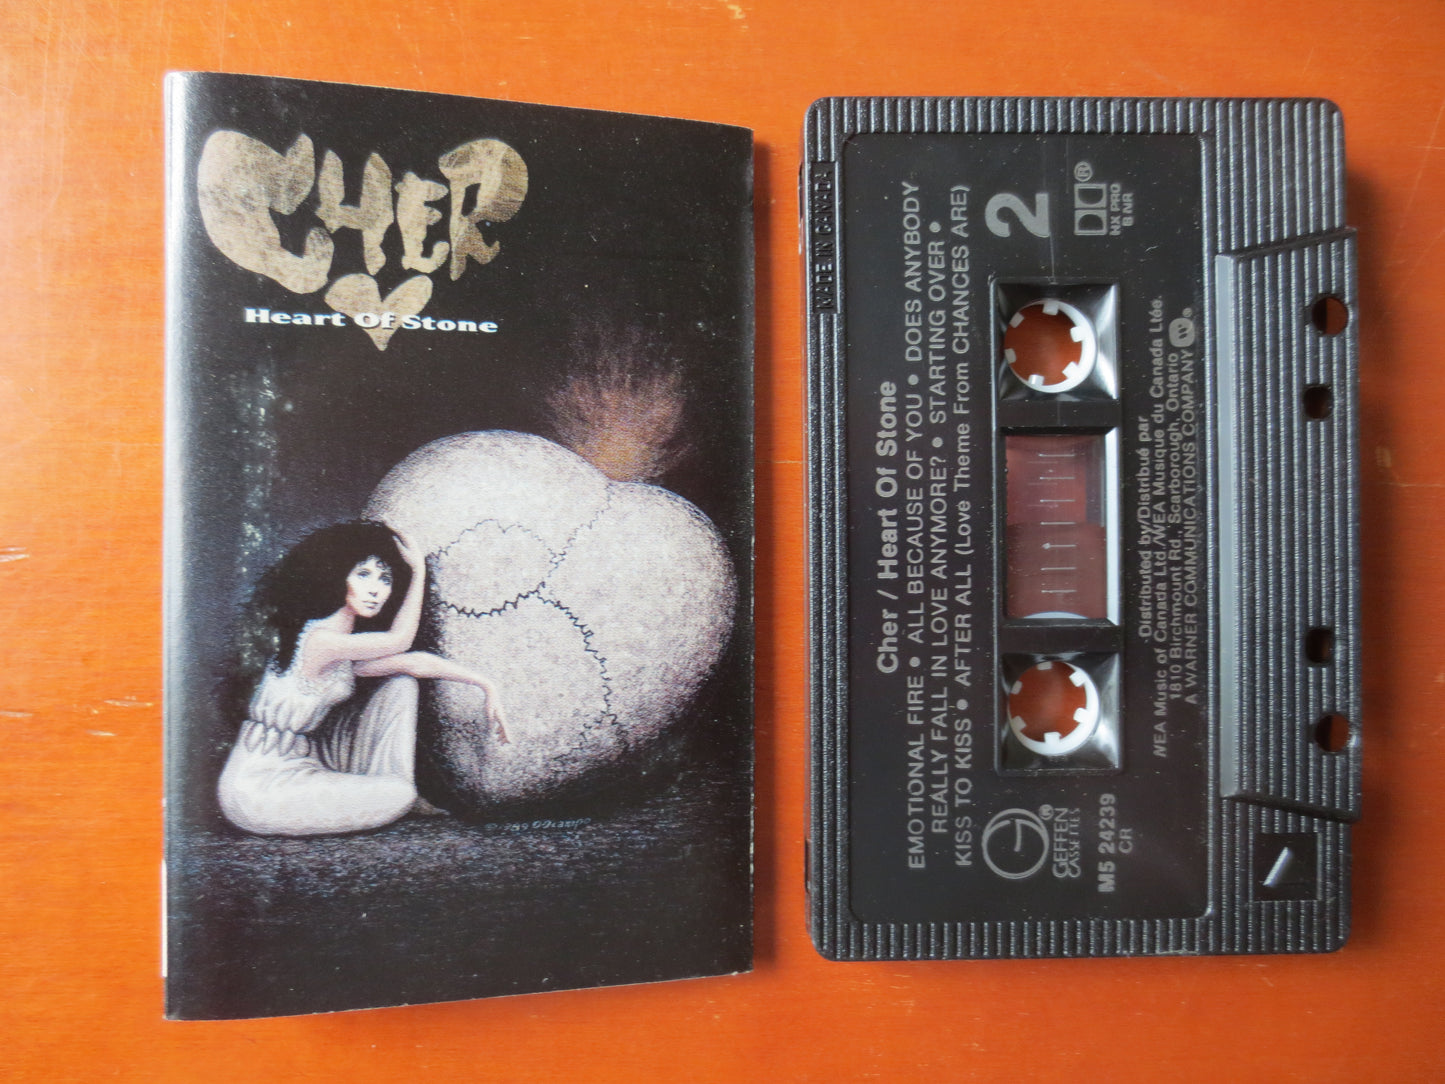 CHER
Heart Of Stone
© 1989 Ocampo
MADE IN CANADA
Cher / Heart Of Stone
EMOTIONAL FIRE • ALL BECAUSE OF YOU • DOES ANYBODY
REALLY FALL IN LOVE ANYMORE? • STARTING OVER •
KISS TO KISS • AFTER ALL (Love Theme From CHANCES ARE)
2
®
HX PRO
B NR
G
®
GEFFEN
CASSETTES
M5 24239
CR
Distributed by/Distribué par
WEA Music of Canada Ltd./WEA Musique du Canada Ltée.
1810 Birchmount Rd., Scarborough, Ontario
A WARNER COMMUNICATIONS COMPANY ®